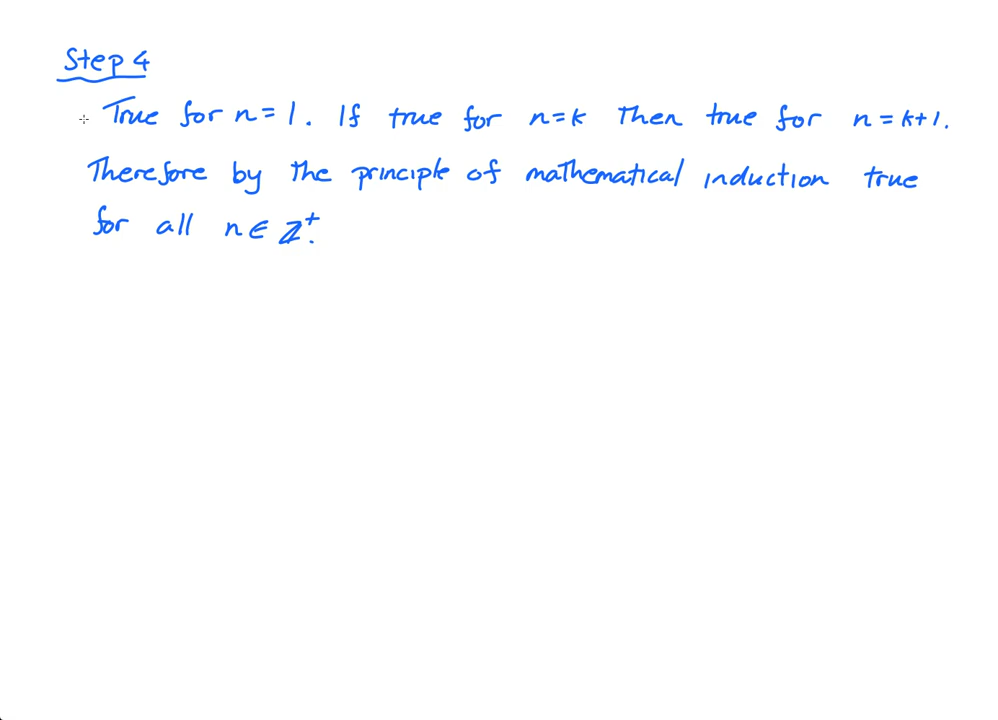 Step 4
True for n=1. If true for n=k then true for n=k+1.
Therefore by the principle of mathematical induction true
for all n∈ℤ⁺.